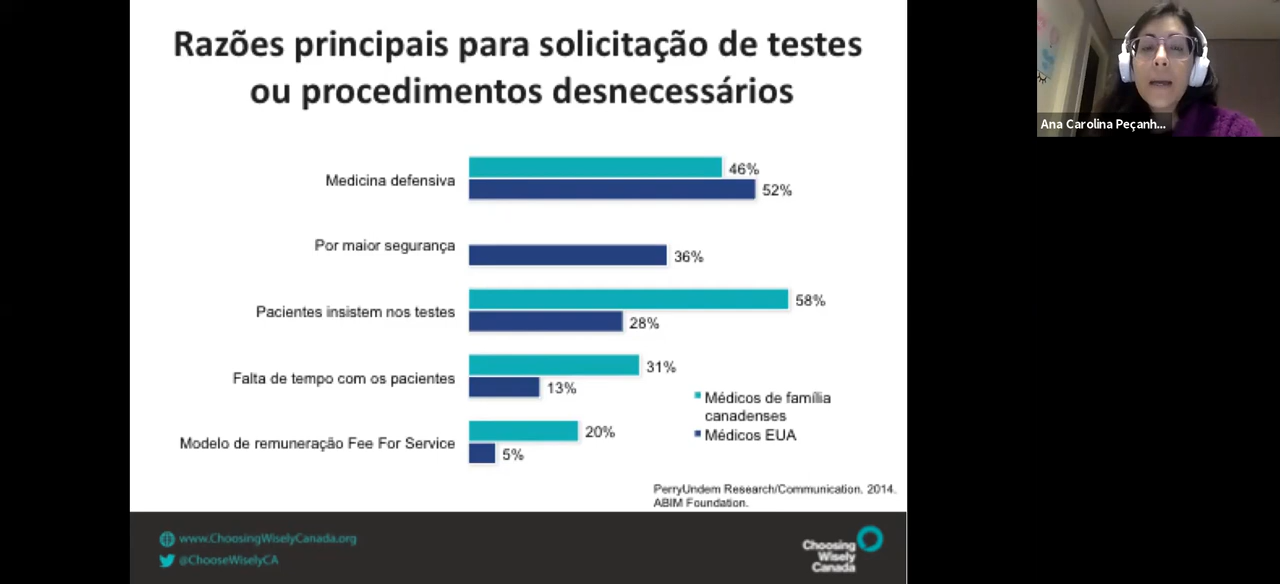 Razões principais para solicitação de testes
ou procedimentos desnecessários
Medicina defensiva
46%
52%
Por maior segurança
36%
Pacientes insistem nos testes
58%
28%
Falta de tempo com os pacientes
31%
13%
Modelo de remuneração Fee For Service
20%
5%
Médicos de família
canadenses
Médicos EUA
PerryUndem Research/Communication. 2014.
ABIM Foundation.
www.ChoosingWiselyCanada.org
@ChooseWiselyCA
Choosing
Wisely
Canada
Ana Carolina Peçanh...